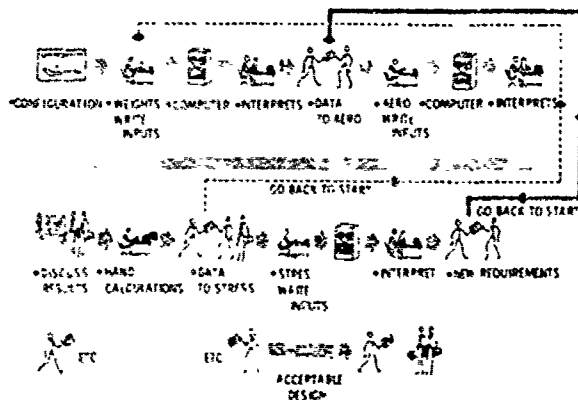 •CONFIGURATION •WEIGHTS •COMPUTER •INTERPRETS •DATA •AERO •COMPUTER •INTERPRETS
WRITE TO AERO WRITE
INPUTS INPUTS
GO BACK TO START
GO BACK TO START
•DISCUSS •HAND •DATA •STRES •INTERPRET •NEW REQUIREMENTS
RESULTS CALCULATIONS TO STRESS WRITE
INPUTS
ETC ETC
ACCEPTABLE
DESIGN